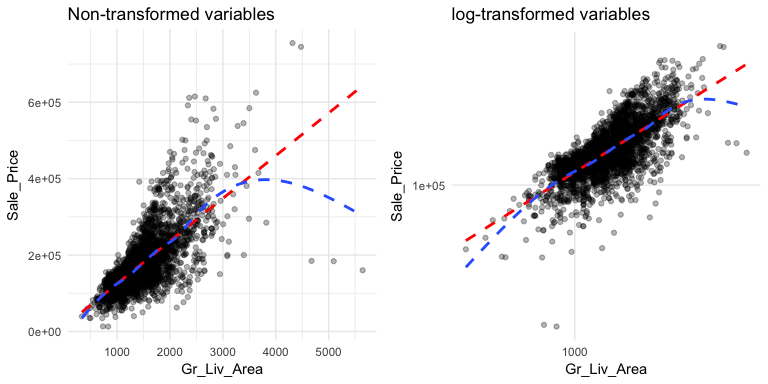 Non-transformed variables
Sale_Price
6e+05
4e+05
2e+05
0e+00
1000 2000 3000 4000 5000
Gr_Liv_Area
log-transformed variables
Sale_Price
1e+05
1000
Gr_Liv_Area